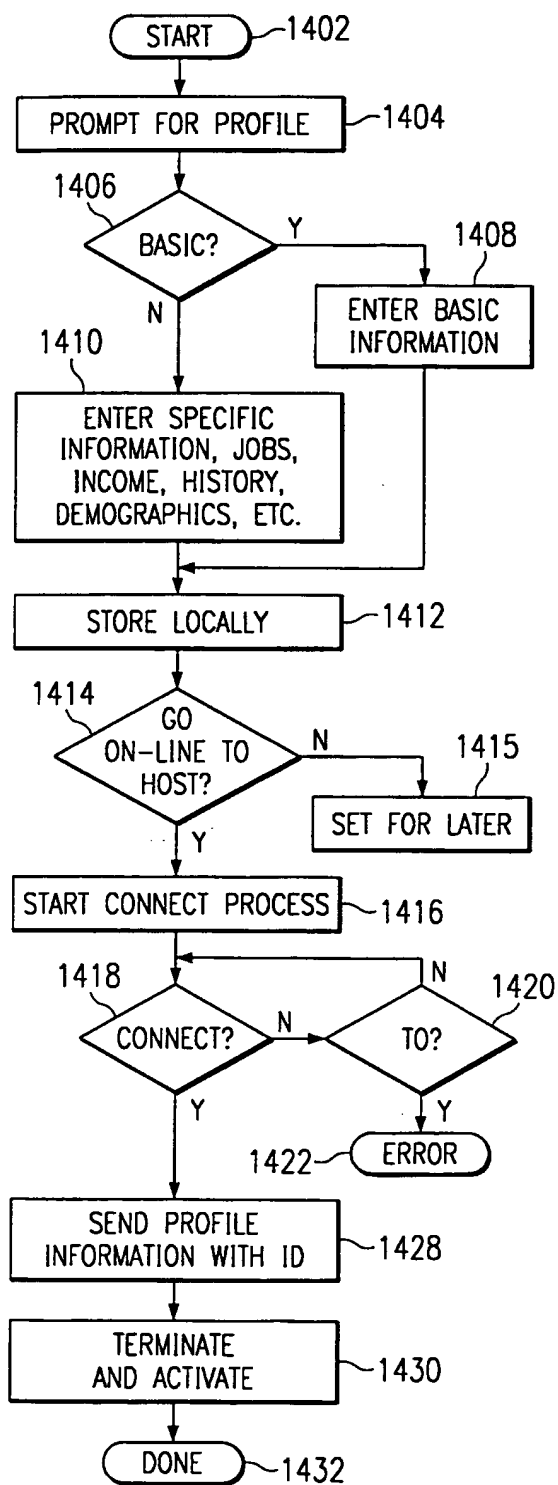 START
1402
PROMPT FOR PROFILE
1404
1406
BASIC?
Y
N
1408
ENTER BASIC
INFORMATION
1410
ENTER SPECIFIC
INFORMATION, JOBS,
INCOME, HISTORY,
DEMOGRAPHICS, ETC.
STORE LOCALLY
1412
1414
GO
ON-LINE TO
HOST?
N
Y
1415
SET FOR LATER
START CONNECT PROCESS
1416
1418
CONNECT?
N
Y
N
1420
TO?
Y
1422
ERROR
SEND PROFILE
INFORMATION WITH ID
1428
TERMINATE
AND ACTIVATE
1430
DONE
1432